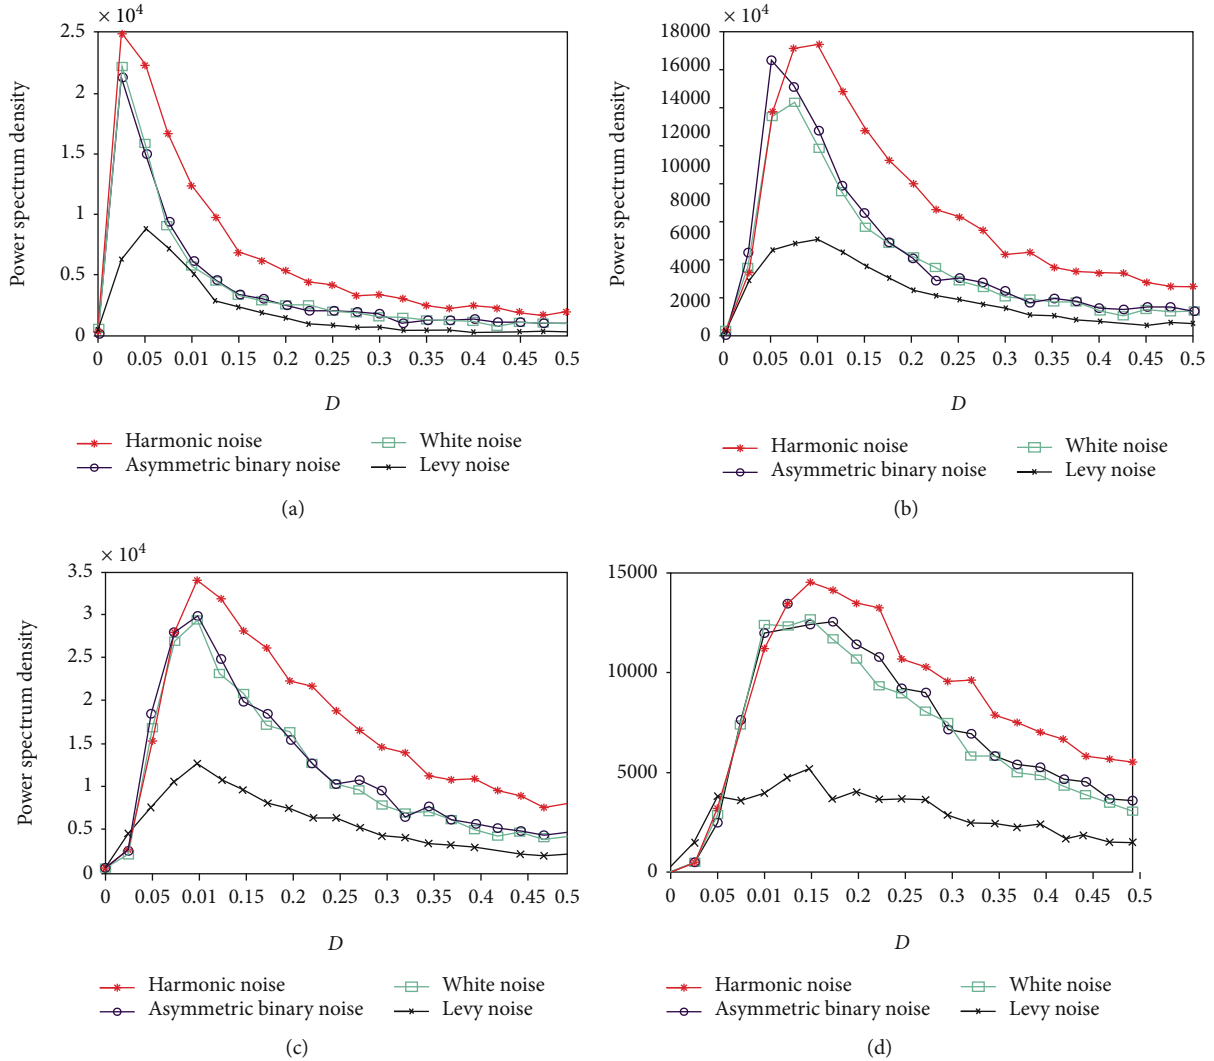 × 10⁴
2.5
2
1.5
1
0.5
0
Power spectrum density
0 0.05 0.01 0.15 0.2 0.25 0.3 0.35 0.4 0.45 0.5
D
Harmonic noise
Asymmetric binary noise
White noise
Levy noise
(a)
× 10⁴
18000
16000
14000
12000
10000
8000
6000
4000
2000
0
Power spectrum density
0 0.05 0.01 0.15 0.2 0.25 0.3 0.35 0.4 0.45 0.5
D
Harmonic noise
Asymmetric binary noise
White noise
Levy noise
(b)
× 10⁴
3.5
3.5
2.5
2
1.5
1
0.5
0
Power spectrum density
0 0.05 0.01 0.15 0.2 0.25 0.3 0.35 0.4 0.45 0.5
D
Harmonic noise
Asymmetric binary noise
White noise
Levy noise
(c)
15000
10000
5000
0
0 0.05 0.01 0.15 0.2 0.25 0.3 0.35 0.4 0.45 0.5
D
Harmonic noise
Asymmetric binary noise
White noise
Levy noise
(d)